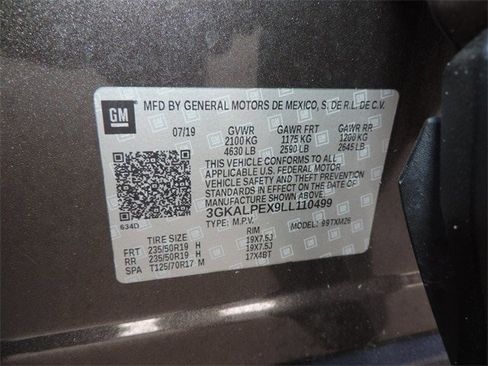 GM
MFD BY GENERAL MOTORS DE MEXICO, S. DE R.L. DE C.V.
07/19 GVWR GAWR FRT GAWR RR
2100 KG 1175 KG 1200 KG
4630 LB 2590 LB 2645 LB
THIS VEHICLE CONFORMS TO ALL
APPLICABLE U.S. FEDERAL MOTOR
VEHICLE SAFETY AND THEFT PREVENTION
STANDARDS IN EFFECT ON THE DATE
OF MANUFACTURE SHOWN ABOVE.
3GKALPEX9LL110499
634D TYPE: M.P.V. MODEL: 99TXM26
TIRE SIZE RIM
FRT 235/50R19 H 19X7.5J
RR 235/50R19 H 19X7.5J
SPA T125/70R17 M 17X4BT